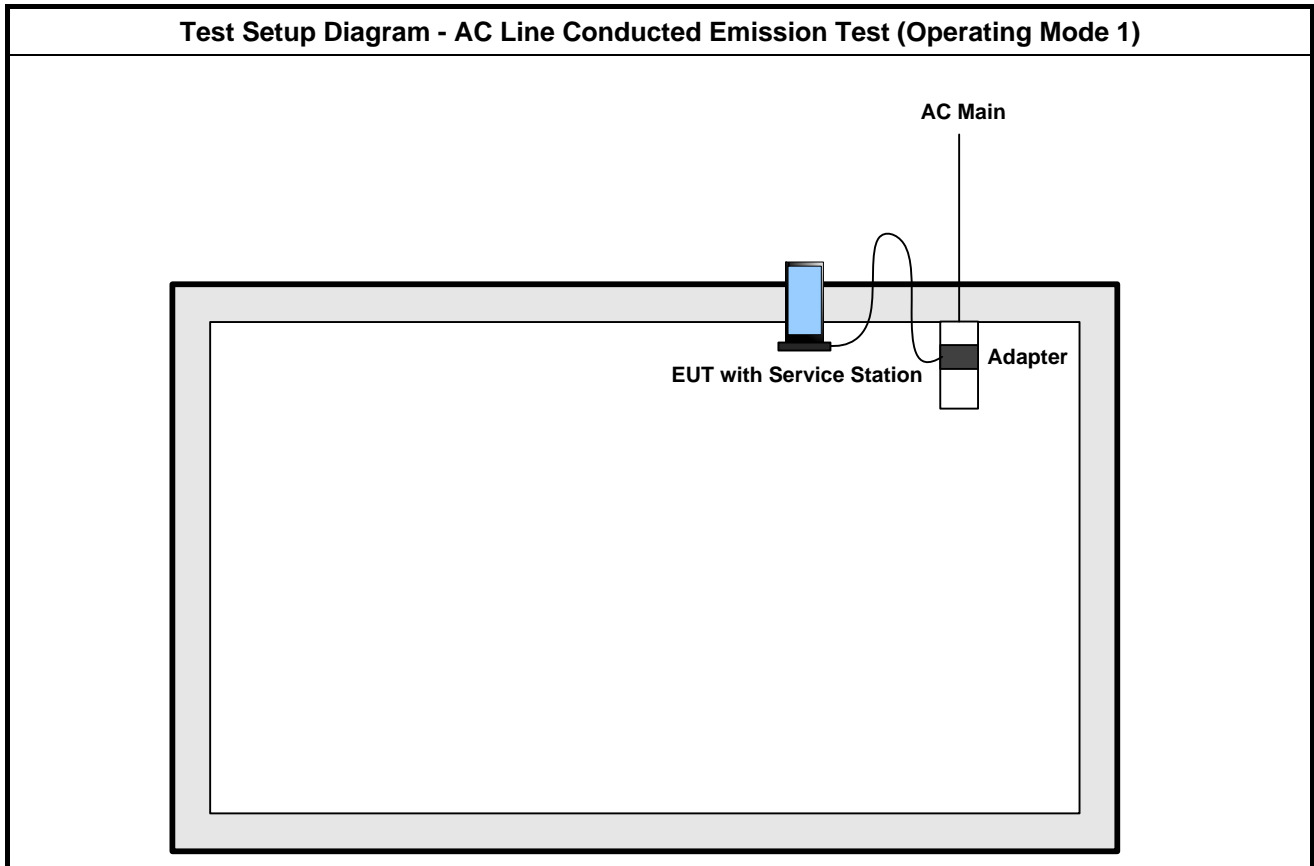 Test Setup Diagram - AC Line Conducted Emission Test (Operating Mode 1)
AC Main
Adapter
EUT with Service Station